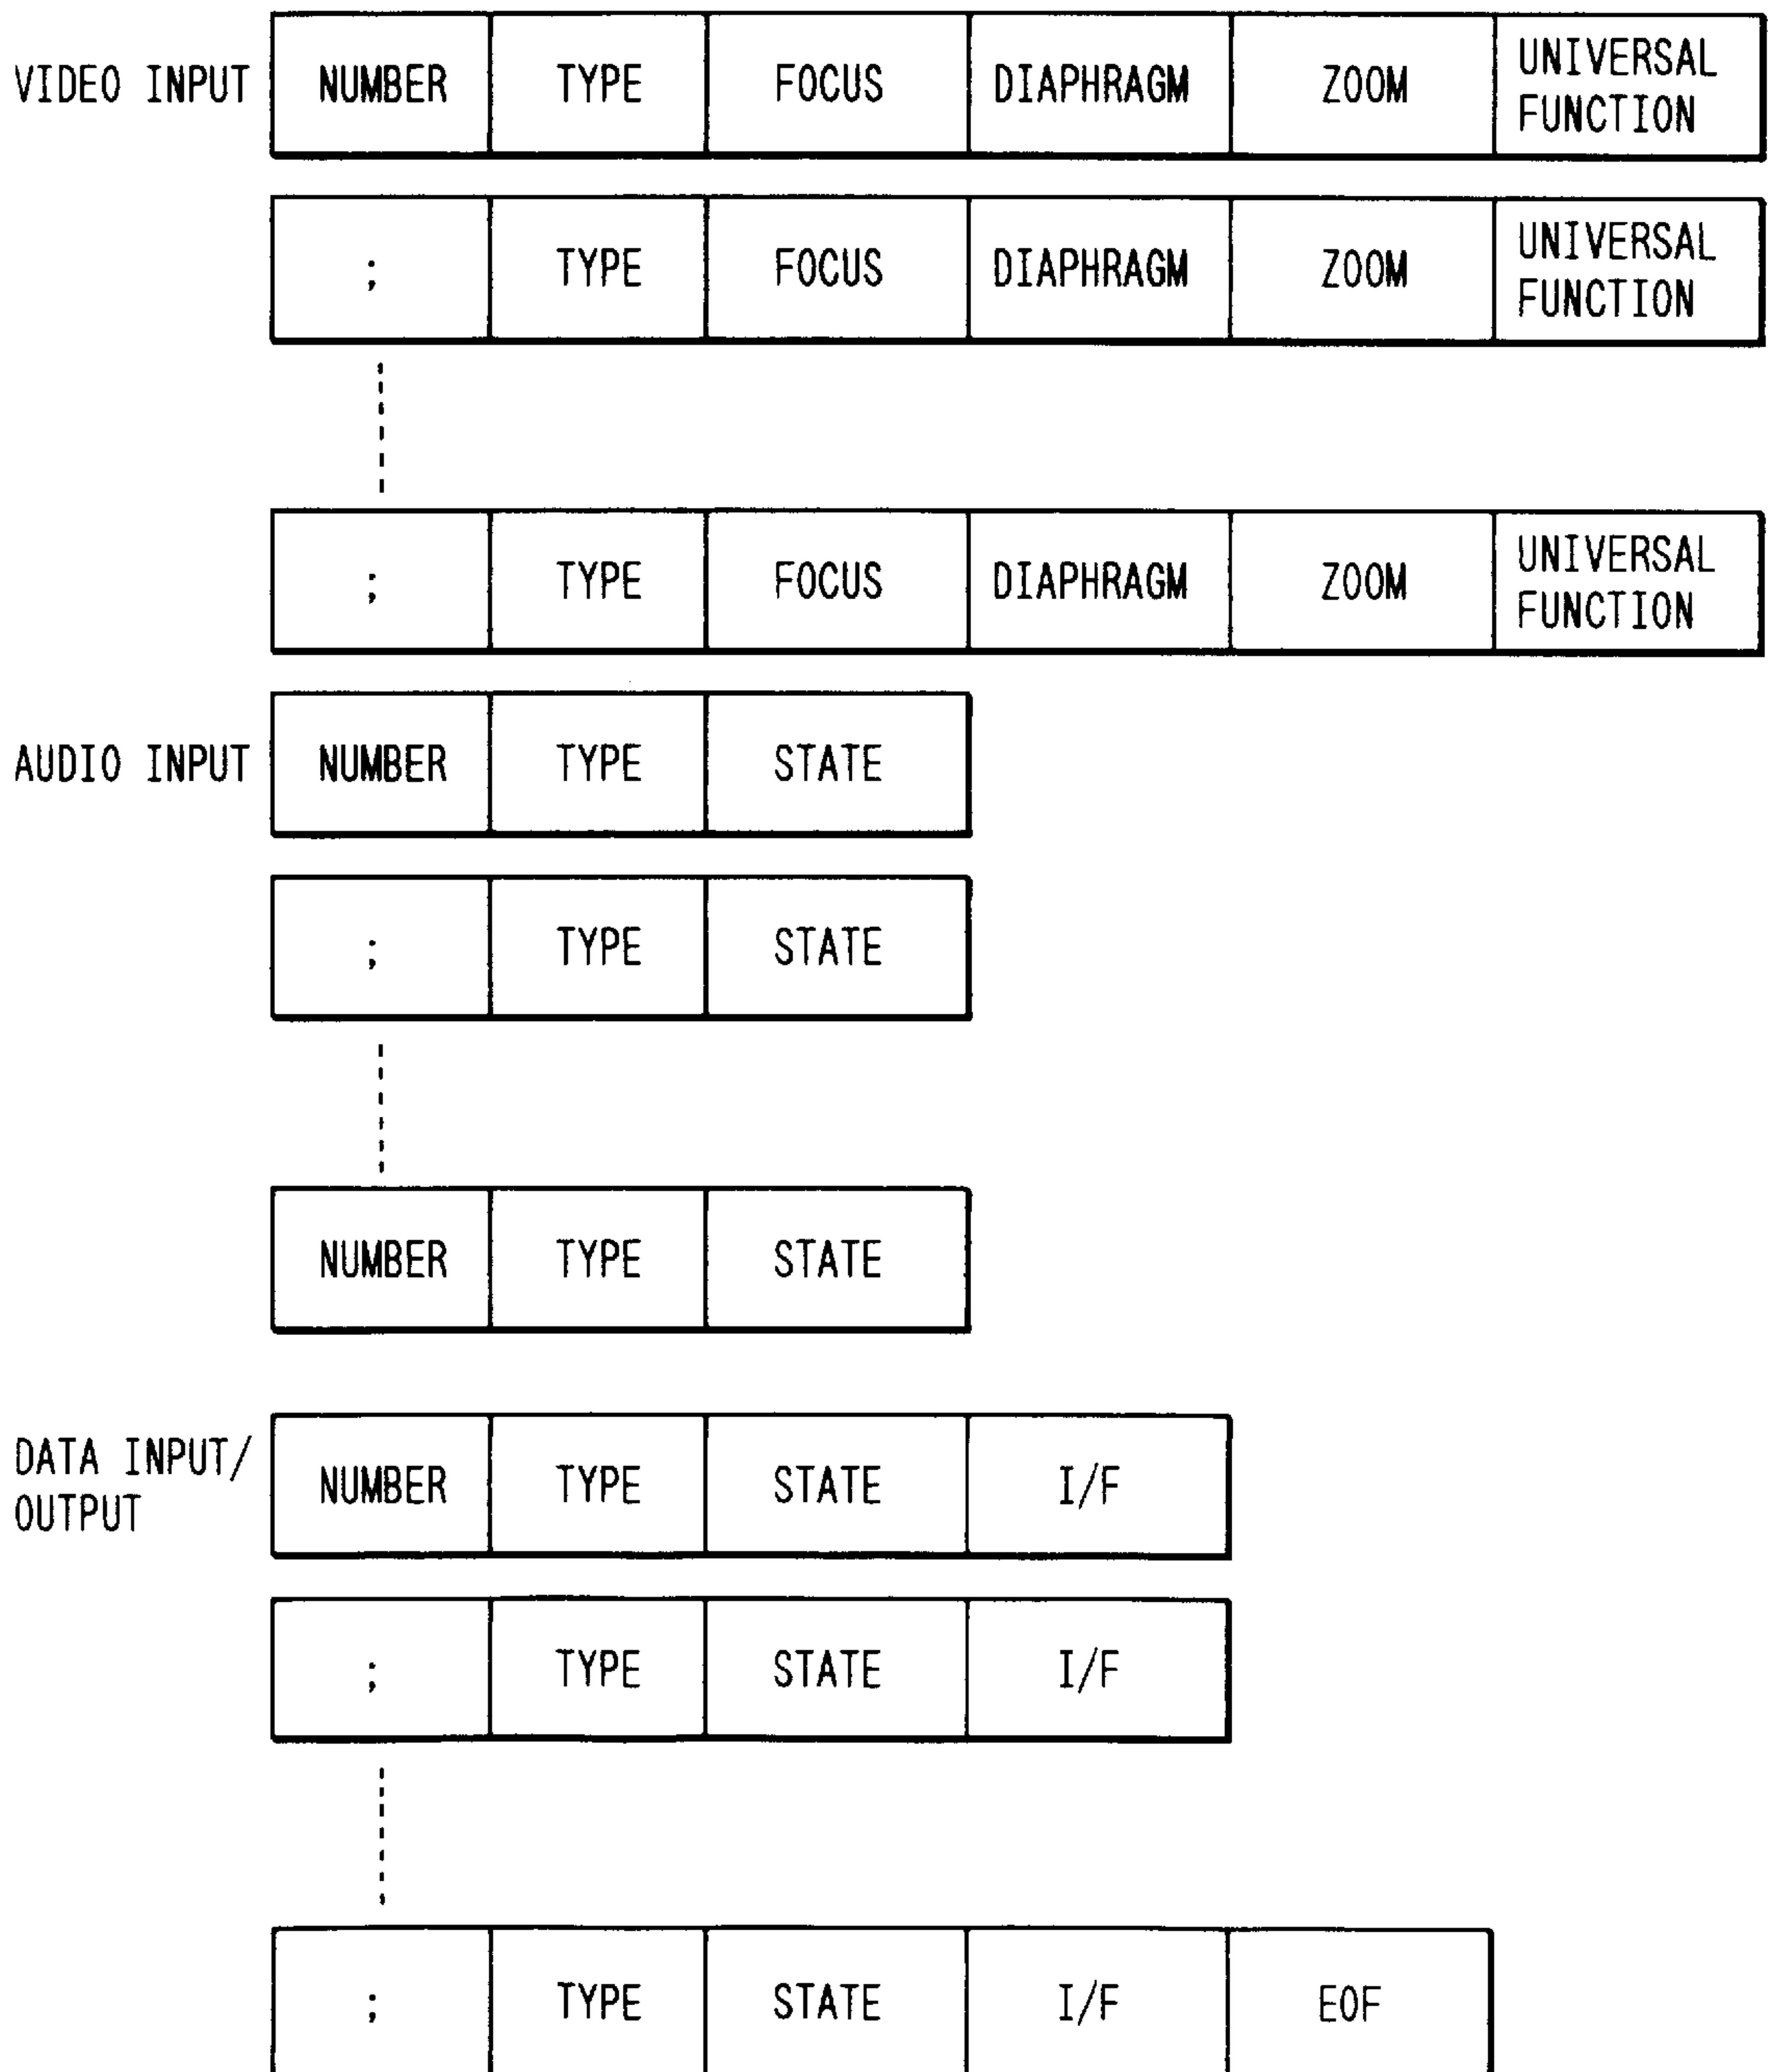 VIDEO INPUT NUMBER TYPE FOCUS DIAPHRAGM ZOOM UNIVERSAL FUNCTION
; TYPE FOCUS DIAPHRAGM ZOOM UNIVERSAL FUNCTION
; TYPE FOCUS DIAPHRAGM ZOOM UNIVERSAL FUNCTION
AUDIO INPUT NUMBER TYPE STATE
; TYPE STATE
NUMBER TYPE STATE
DATA INPUT/ OUTPUT NUMBER TYPE STATE I/F
; TYPE STATE I/F
; TYPE STATE I/F EOF